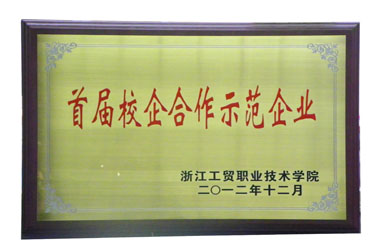 首届校企合作示范企业
浙江工贸职业技术学院
二〇一二年十二月